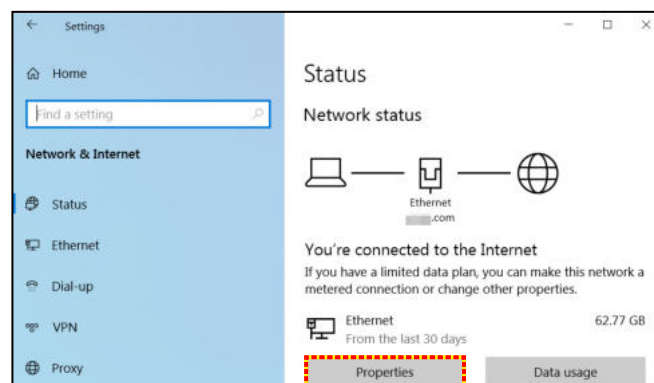 Settings
Home
Find a setting
Network & Internet
Status
Ethernet
Dial-up
VPN
Proxy
Status
Network status
Ethernet
.com
You're connected to the Internet
If you have a limited data plan, you can make this network a
metered connection or change other properties.
Ethernet 62.77 GB
From the last 30 days
Properties Data usage